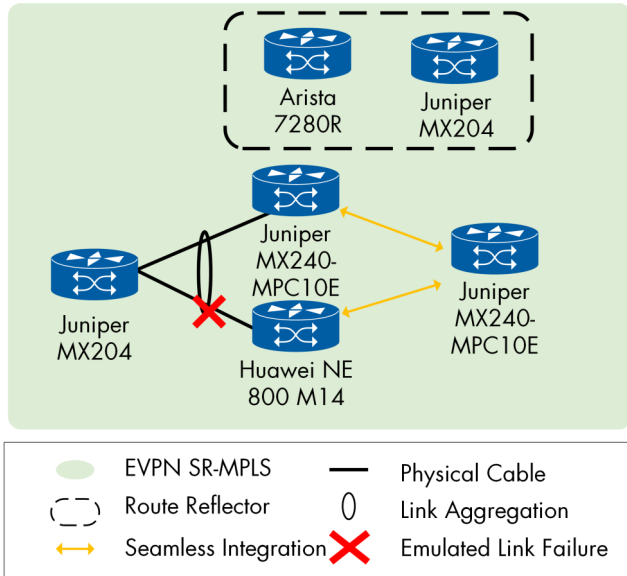 Arista
7280R
Juniper
MX204
Juniper
MX240-
MPC10E
Juniper
MX204
Juniper
MX240-
MPC10E
Huawei NE
800 M14
EVPN SR-MPLS
Physical Cable
Route Reflector
Link Aggregation
Seamless Integration
Emulated Link Failure